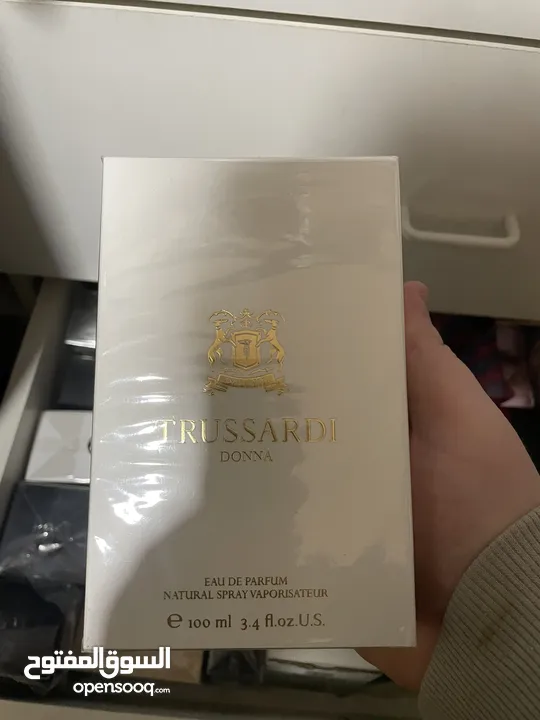 TRUSSARDI
DONNA
EAU DE PARFUM
NATURAL SPRAY VAPORISATEUR
e 100 ml 3.4 fl.oz.U.S.
السوق المفتوح
opensooq.com